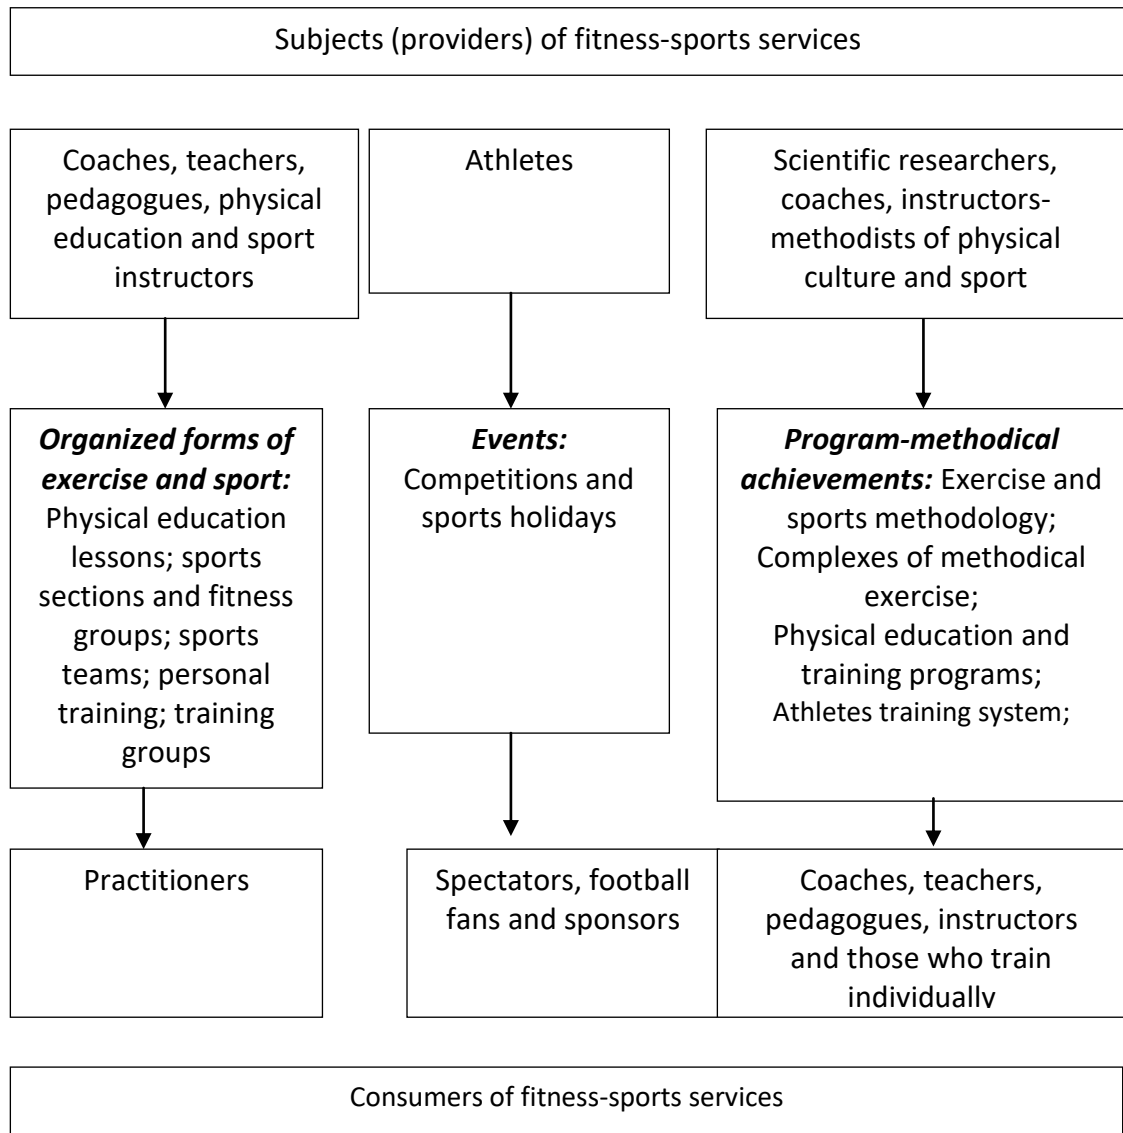 Subjects (providers) of fitness-sports services
Coaches, teachers,
pedagogues, physical
education and sport
instructors
Athletes
Scientific researchers,
coaches, instructors-
methodists of physical
culture and sport
Organized forms of
exercise and sport:
Physical education
lessons; sports
sections and fitness
groups; sports
teams; personal
training; training
groups
Events:
Competitions and
sports holidays
Program-methodical
achievements: Exercise and
sports methodology;
Complexes of methodical
exercise;
Physical education and
training programs;
Athletes training system;
Practitioners
Spectators, football
fans and sponsors
Coaches, teachers,
pedagogues, instructors
and those who train
individually
Consumers of fitness-sports services